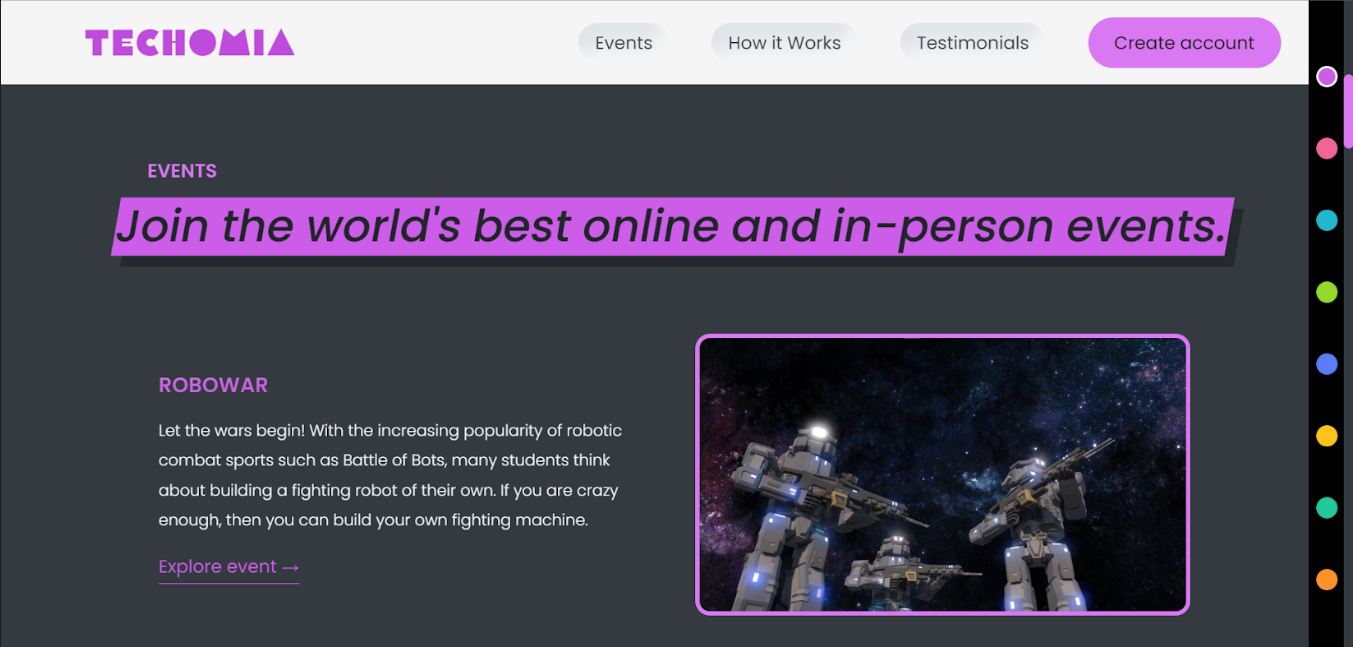 TECHOMIA
Events
How it Works
Testimonials
Create account
EVENTS
Join the world's best online and in-person events.
ROBOWAR
Let the wars begin! With the increasing popularity of robotic
combat sports such as Battle of Bots, many students think
about building a fighting robot of their own. If you are crazy
enough, then you can build your own fighting machine.
Explore event →